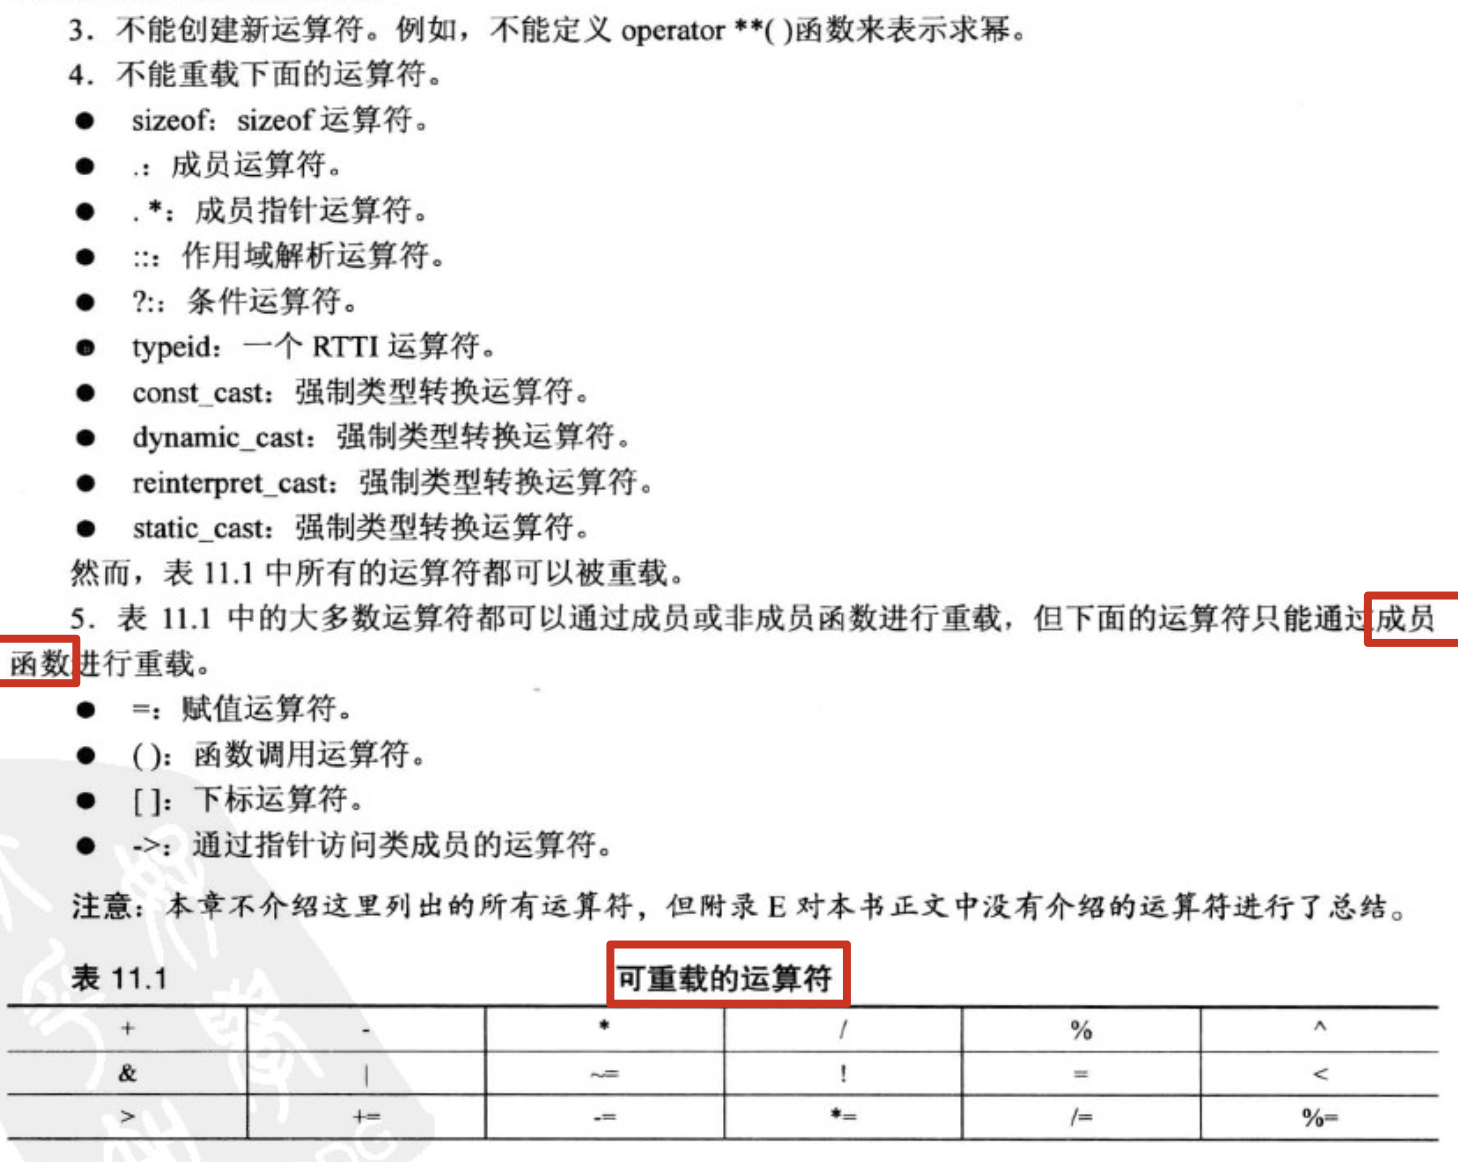 3．不能创建新运算符。例如，不能定义 operator **( )函数来表示求幂。
4．不能重载下面的运算符。
● sizeof：sizeof 运算符。
● .：成员运算符。
● . *：成员指针运算符。
● ::：作用域解析运算符。
● ?:：条件运算符。
● typeid：一个 RTTI 运算符。
● const_cast：强制类型转换运算符。
● dynamic_cast：强制类型转换运算符。
● reinterpret_cast：强制类型转换运算符。
● static_cast：强制类型转换运算符。
然而，表 11.1 中所有的运算符都可以被重载。
5．表 11.1 中的大多数运算符都可以通过成员或非成员函数进行重载，但下面的运算符只能通过成员
函数进行重载。
● =：赋值运算符。
● ( )：函数调用运算符。
● [ ]：下标运算符。
● ->：通过指针访问类成员的运算符。
注意：本章不介绍这里列出的所有运算符，但附录 E 对本书正文中没有介绍的运算符进行了总结。
表 11.1 可重载的运算符
+ - * / % ^
& | ~= ! = <
> += -= *= /= %=